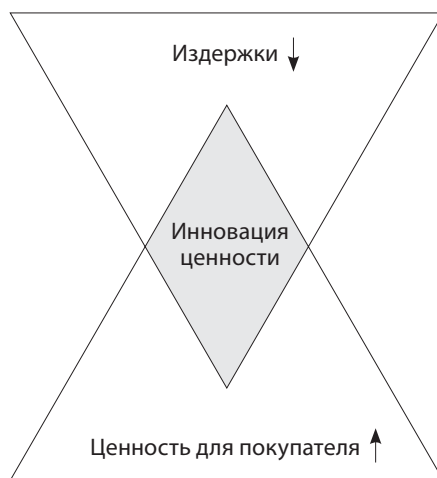 Издержки ↓
Инновация
ценности
Ценность для покупателя ↑